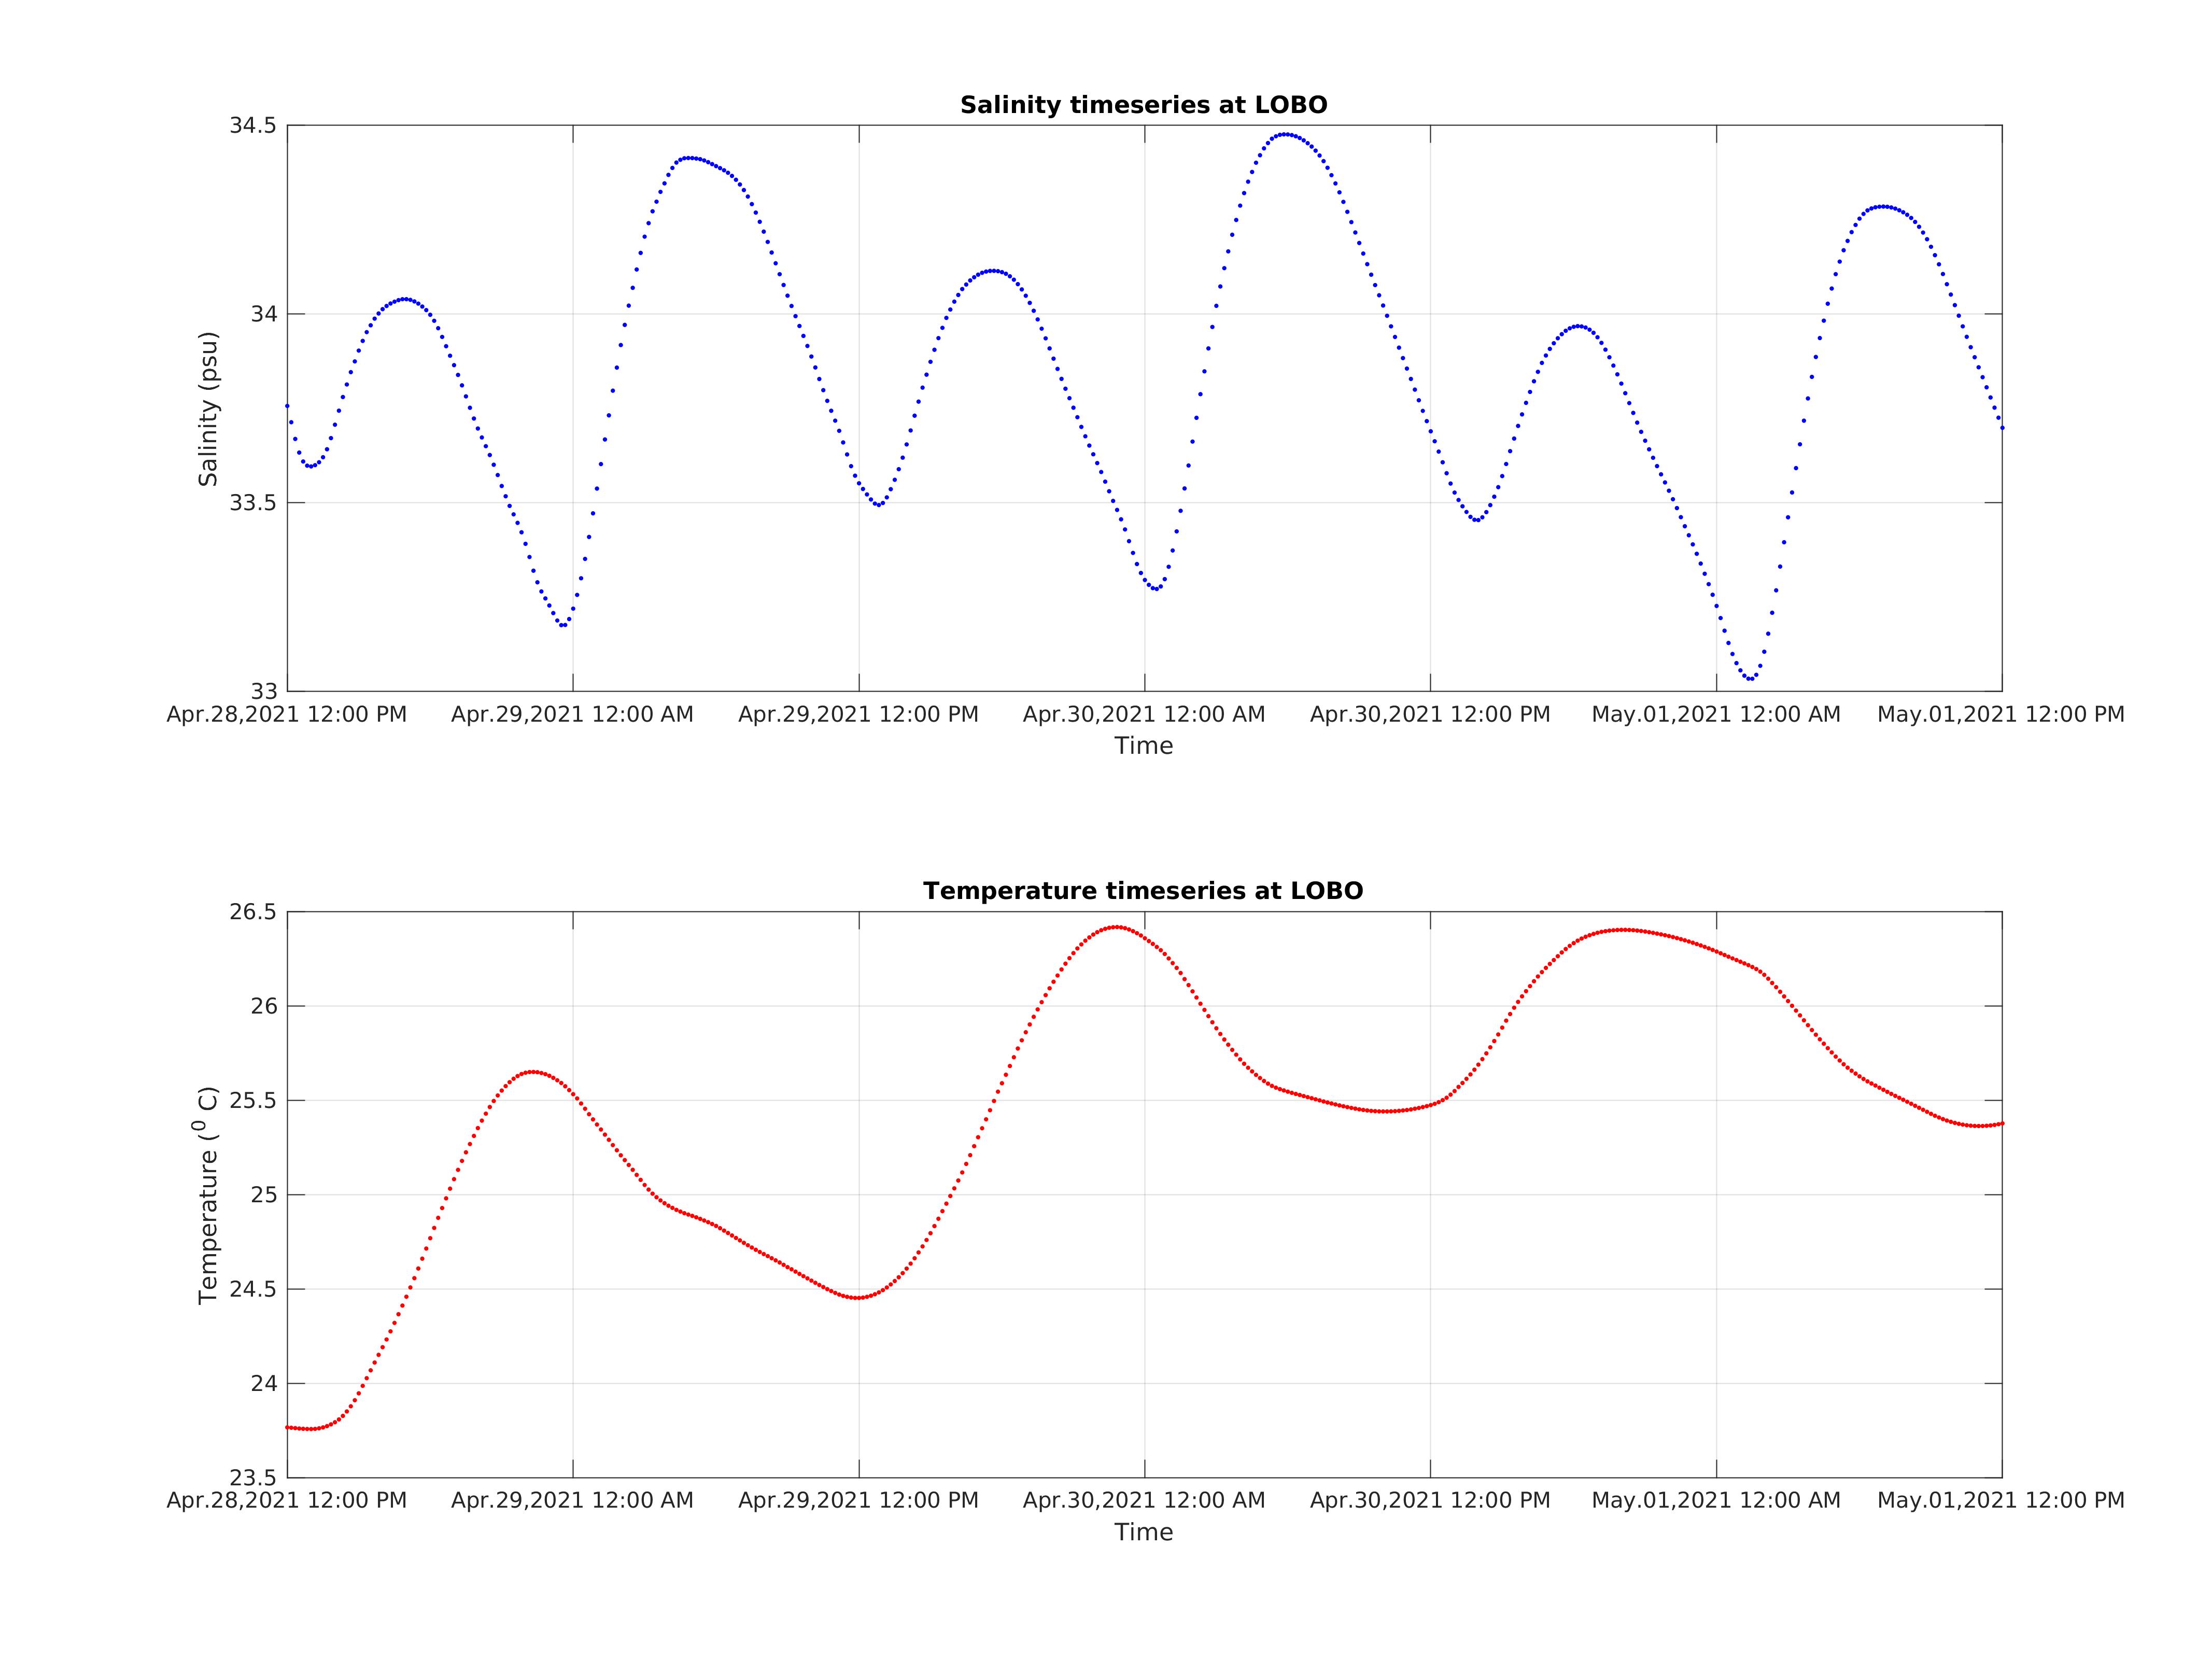 Salinity timeseries at LOBO
34.5
34
33.5
33
Salinity (psu)
Apr.28,2021 12:00 PM Apr.29,2021 12:00 AM Apr.29,2021 12:00 PM Apr.30,2021 12:00 AM Apr.30,2021 12:00 PM May.01,2021 12:00 AM May.01,2021 12:00 PM
Time
Temperature timeseries at LOBO
26.5
26
25.5
25
24.5
24
23.5
Temperature (⁰ C)
Apr.28,2021 12:00 PM Apr.29,2021 12:00 AM Apr.29,2021 12:00 PM Apr.30,2021 12:00 AM Apr.30,2021 12:00 PM May.01,2021 12:00 AM May.01,2021 12:00 PM
Time